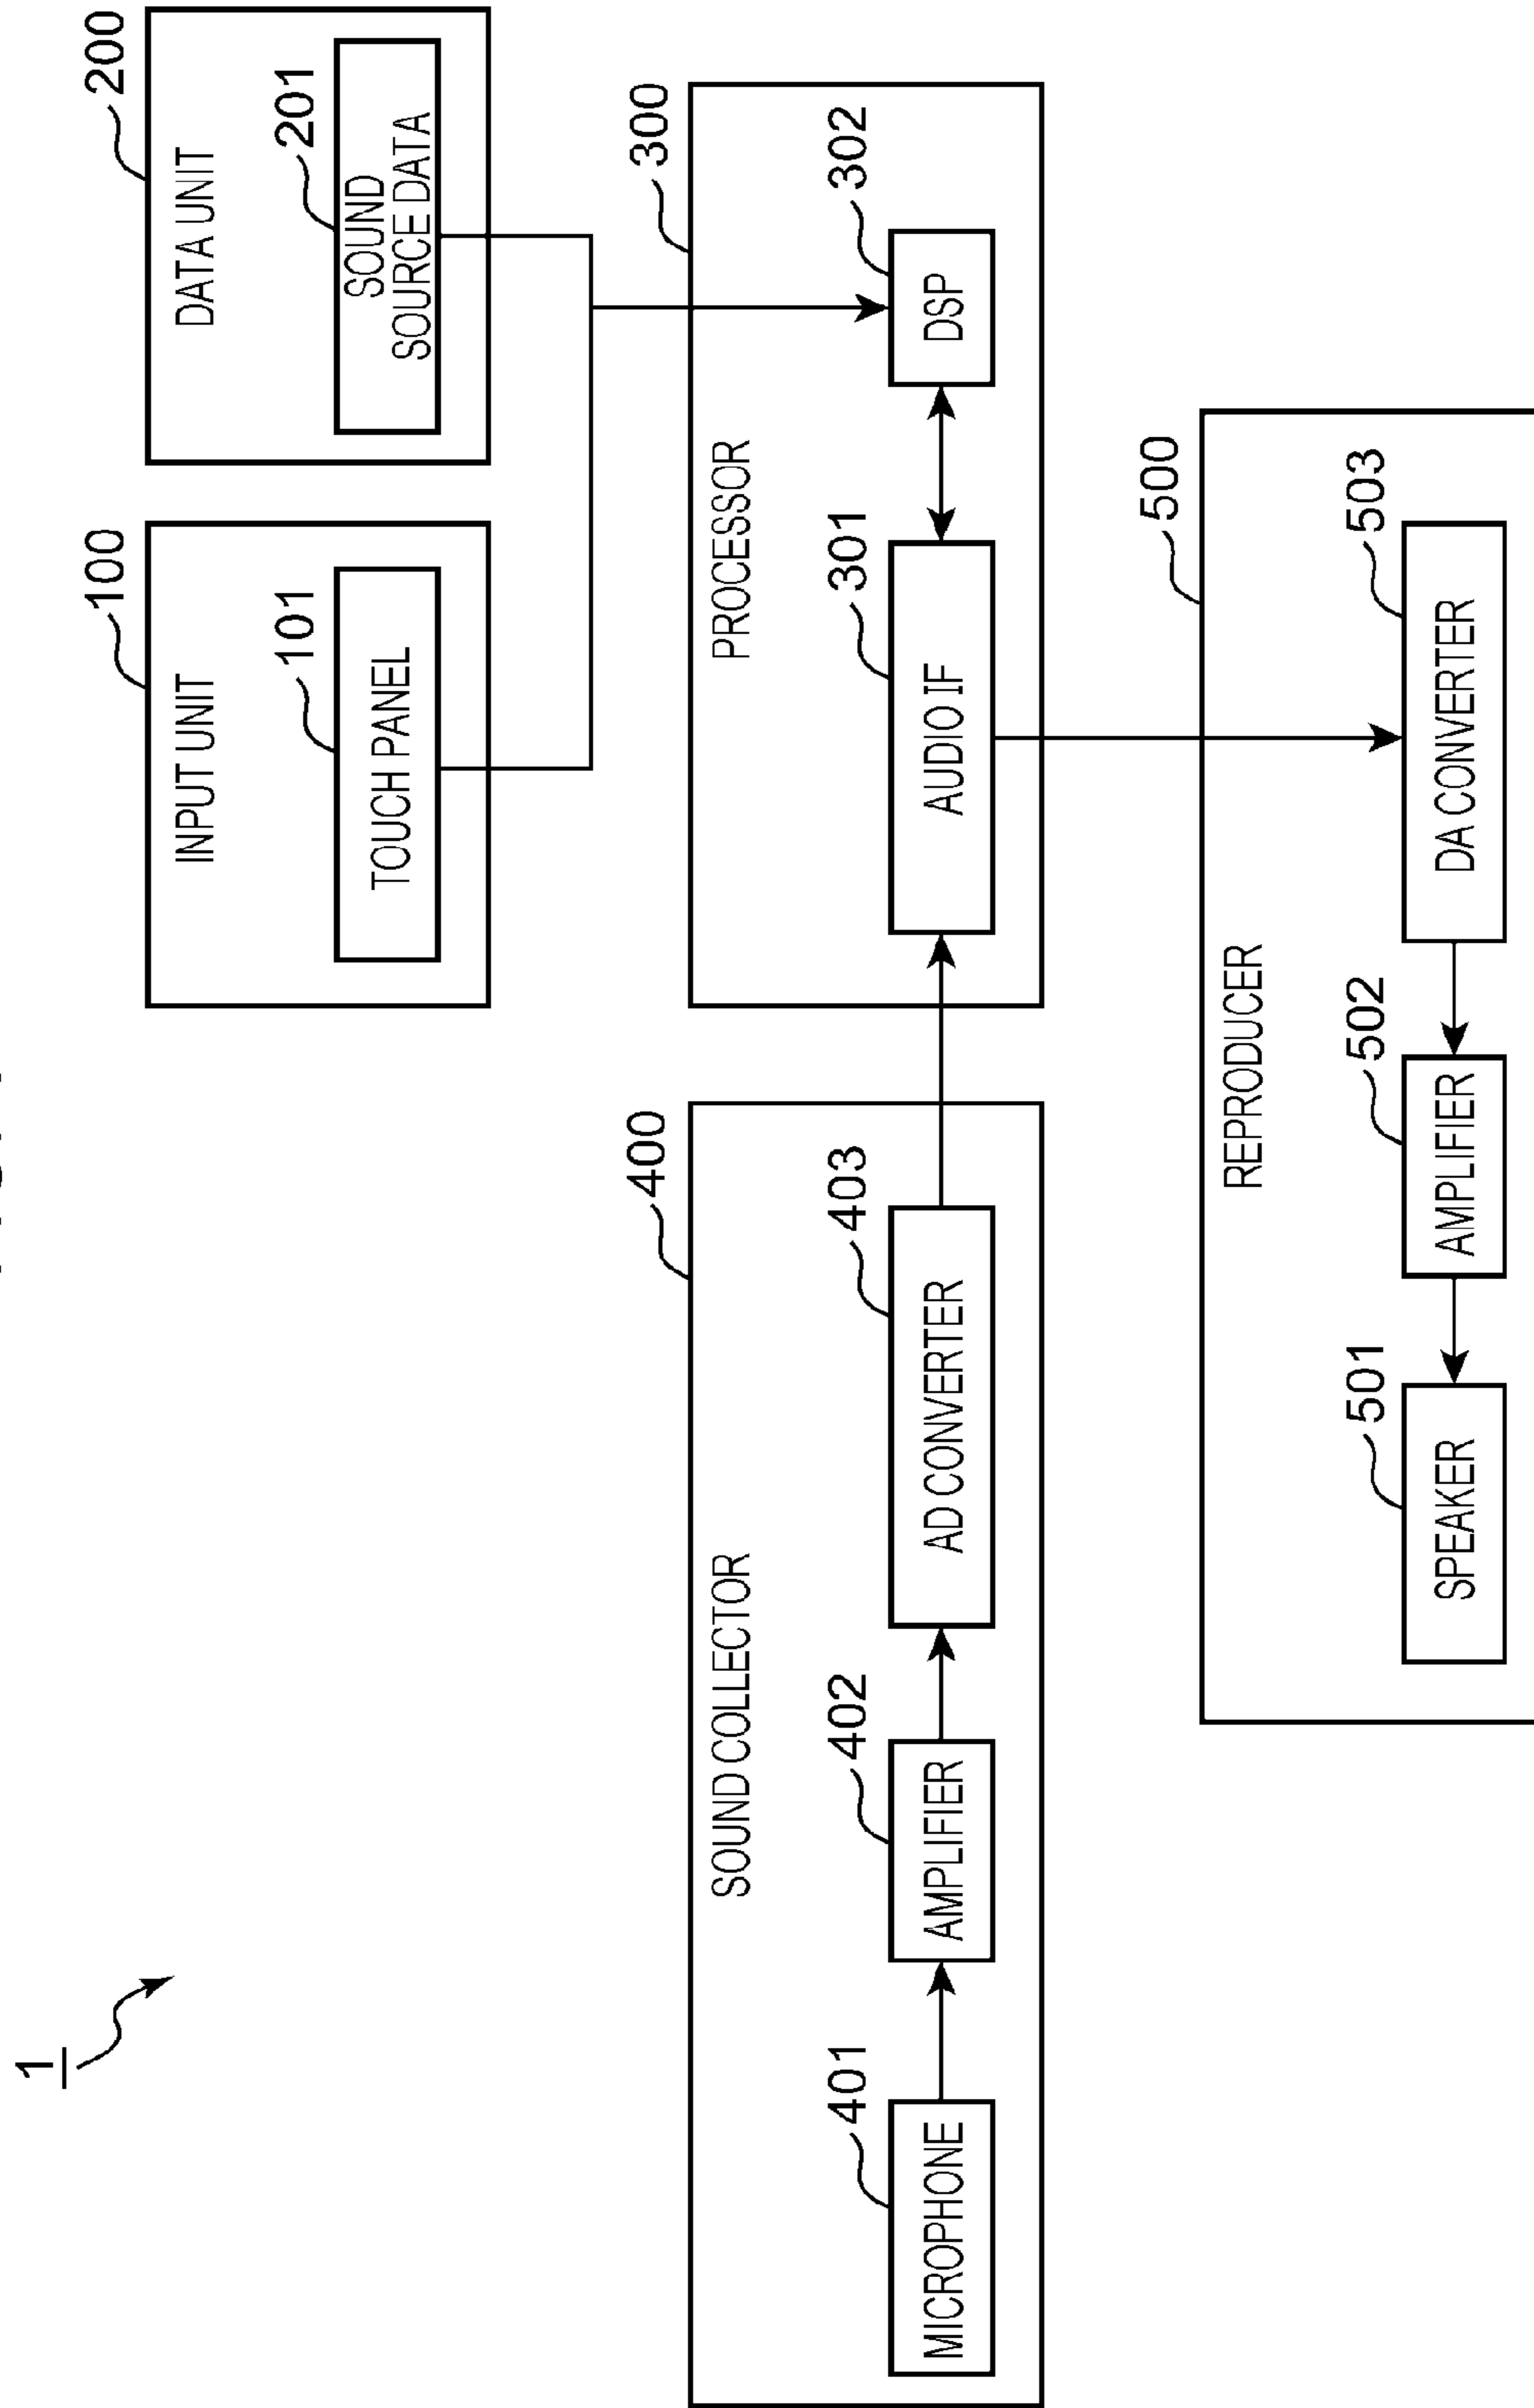 1
100
INPUT UNIT
101
TOUCH PANEL
200
DATA UNIT
201
SOUND
SOURCE DATA
400
SOUND COLLECTOR
401
MICROPHONE
402
AMPLIFIER
403
AD CONVERTER
300
PROCESSOR
301
AUDIO IF
302
DSP
500
REPRODUCER
501
SPEAKER
502
AMPLIFIER
503
DA CONVERTER